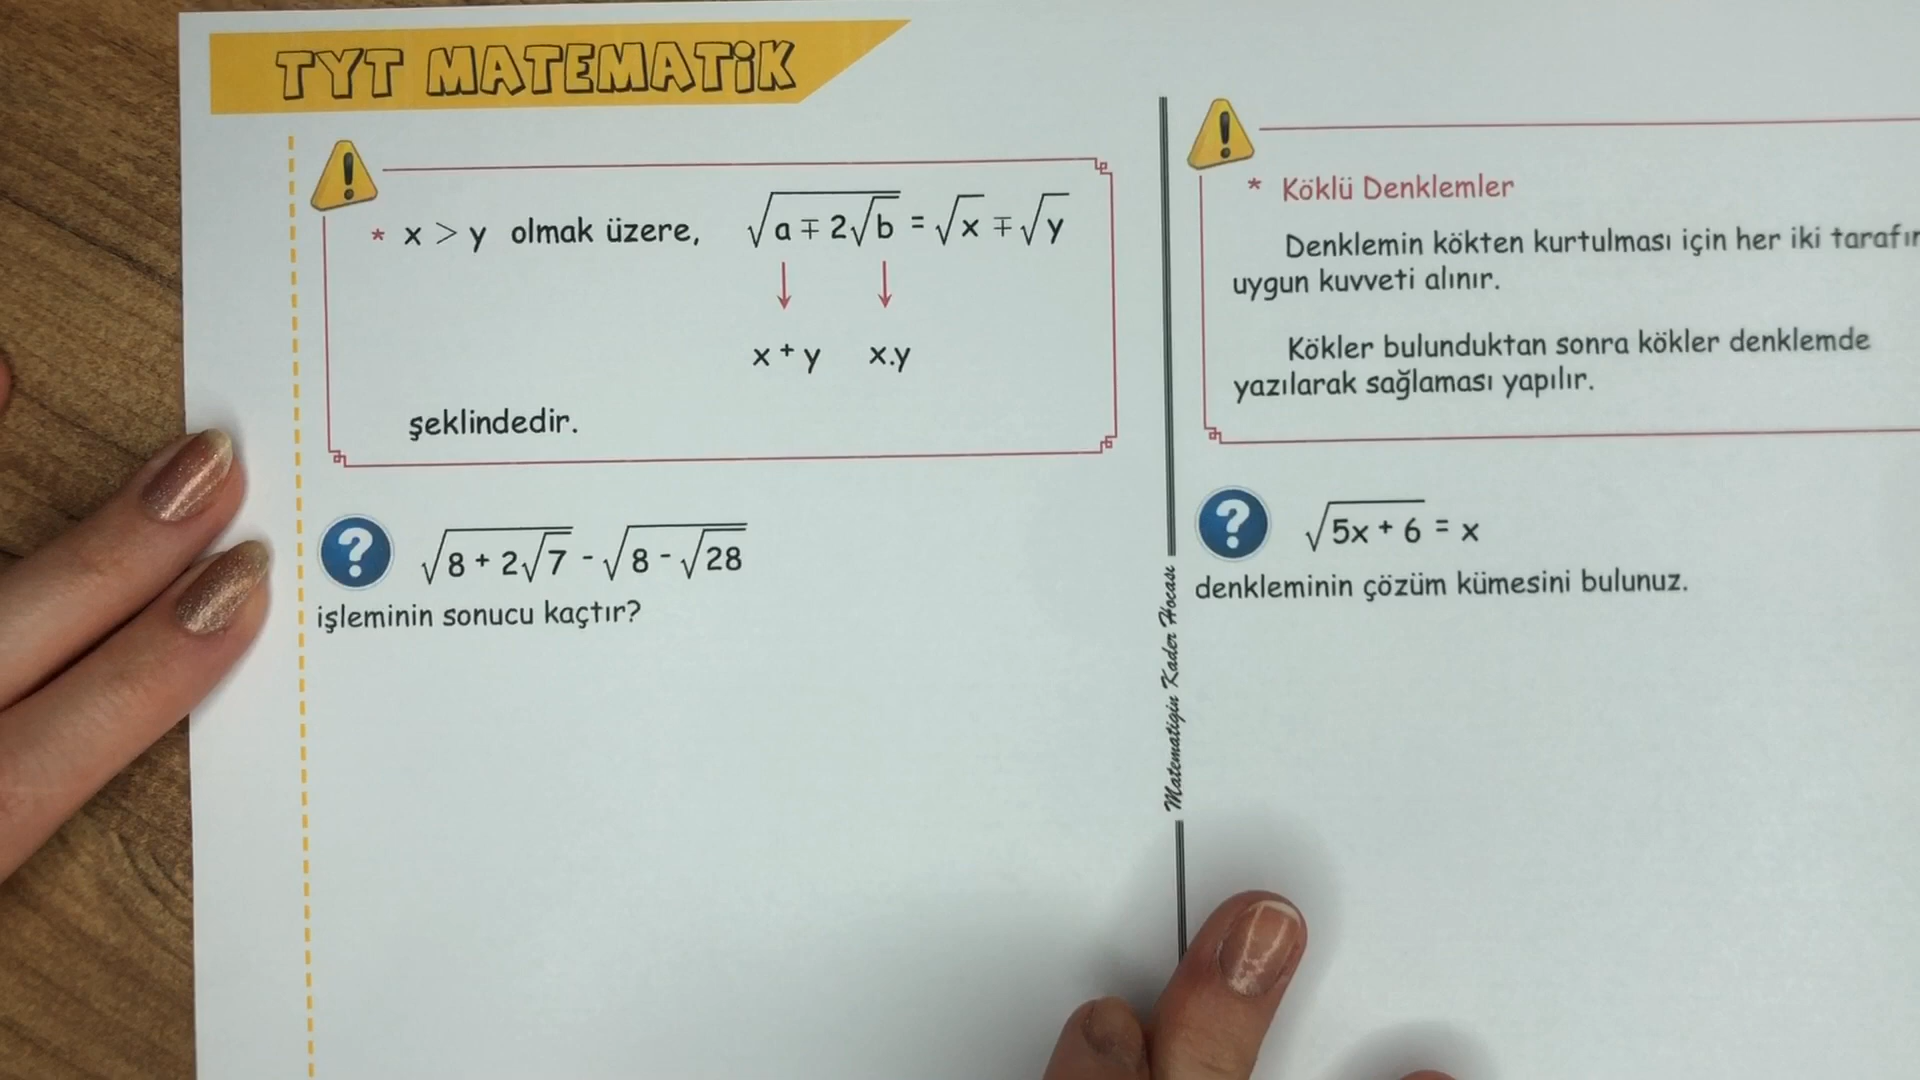 TYT MATEMATİK
* x > y olmak üzere, √(a ∓ 2√b) = √x ∓ √y
x + y x.y
şeklindedir.
√(8 + 2√7) - √(8 - √28)
işleminin sonucu kaçtır?
Matematiğin Kader Hocası
* Köklü Denklemler
Denklemin kökten kurtulması için her iki
uygun kuvveti alınır.
Kökler bulunduktan sonra kökler denklemde
yazılarak sağlaması yapılır.
√(5x + 6) = x
denkleminin çözüm kümesini bulunuz.